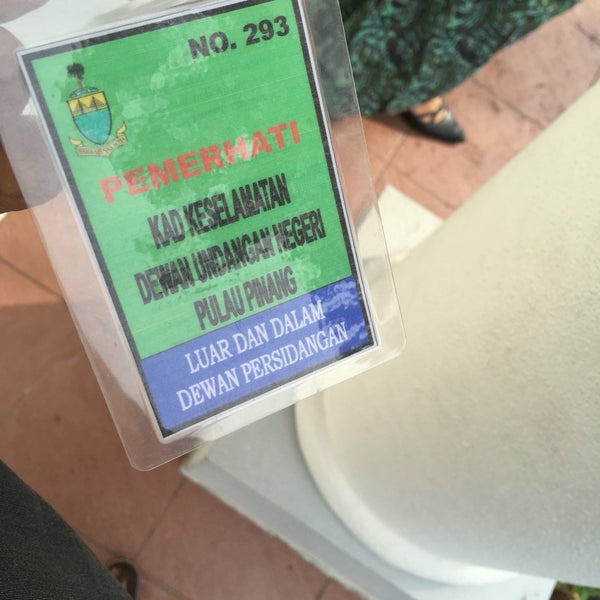 NO. 293
PEMERHATI
KAD KESELAMATAN
DEWAN UNDANGAN NEGERI
PULAU PINANG
LUAR DAN DALAM
DEWAN PERSIDANGAN